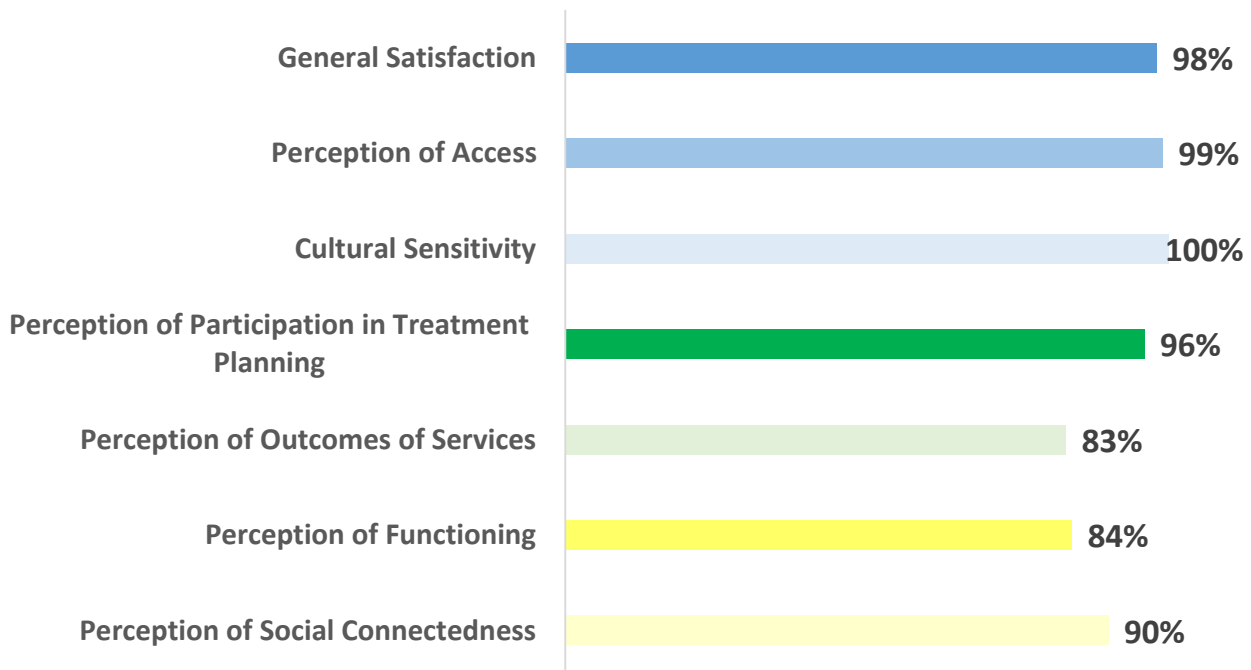 General Satisfaction 98%
Perception of Access 99%
Cultural Sensitivity 100%
Perception of Participation in Treatment
Planning 96%
Perception of Outcomes of Services 83%
Perception of Functioning 84%
Perception of Social Connectedness 90%